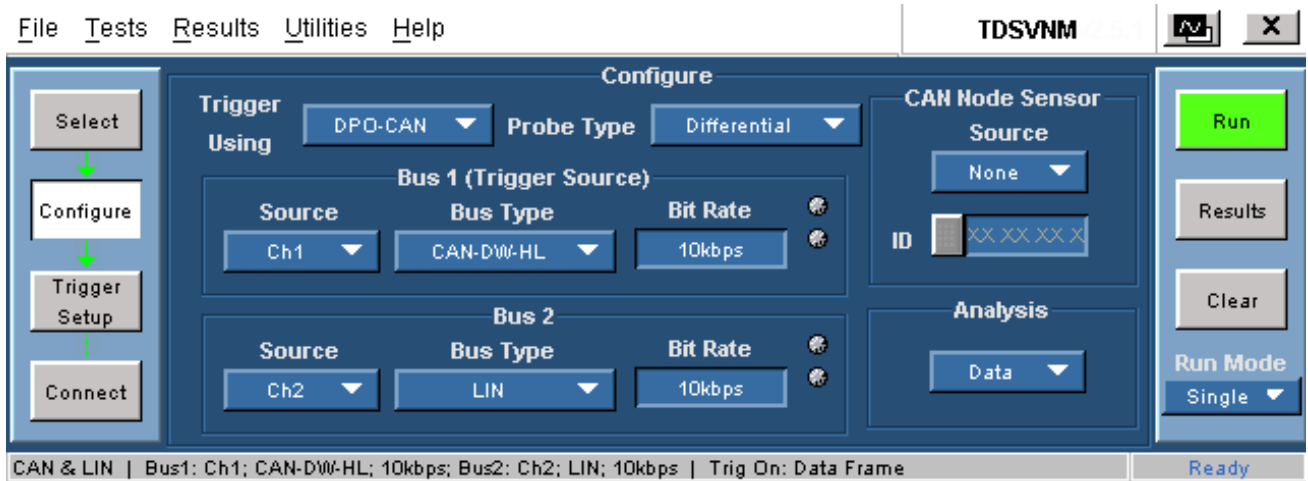 File Tests Results Utilities Help TDSVNM v2.5.1
Configure
Select
Configure
Trigger Setup
Connect
Trigger Using DPO-CAN Probe Type Differential
Bus 1 (Trigger Source)
Source Bus Type Bit Rate
Ch1 CAN-DW-HL 10kbps
Bus 2
Source Bus Type Bit Rate
Ch2 LIN 10kbps
CAN Node Sensor
Source
None
ID XX XX XX X
Analysis
Data
Run
Results
Clear
Run Mode
Single
CAN & LIN | Bus1: Ch1; CAN-DW-HL; 10kbps; Bus2: Ch2; LIN; 10kbps | Trig On: Data Frame Ready